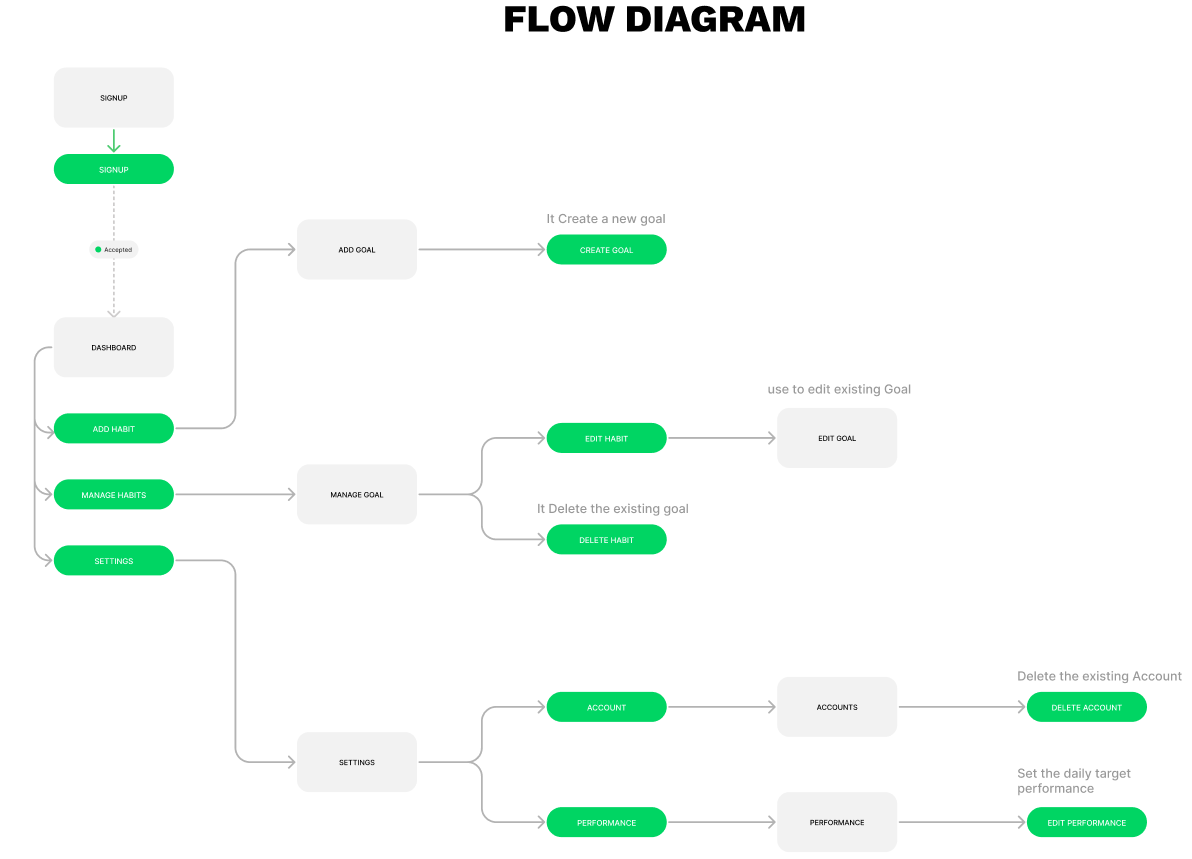 FLOW DIAGRAM
SIGNUP
SIGNUP
Accepted
DASHBOARD
ADD HABIT
MANAGE HABITS
SETTINGS
ADD GOAL
It Create a new goal
CREATE GOAL
MANAGE GOAL
EDIT HABIT
use to edit existing Goal
EDIT GOAL
It Delete the existing goal
DELETE HABIT
SETTINGS
ACCOUNT
ACCOUNTS
Delete the existing Account
DELETE ACCOUNT
PERFORMANCE
PERFORMANCE
Set the daily target
performance
EDIT PERFORMANCE